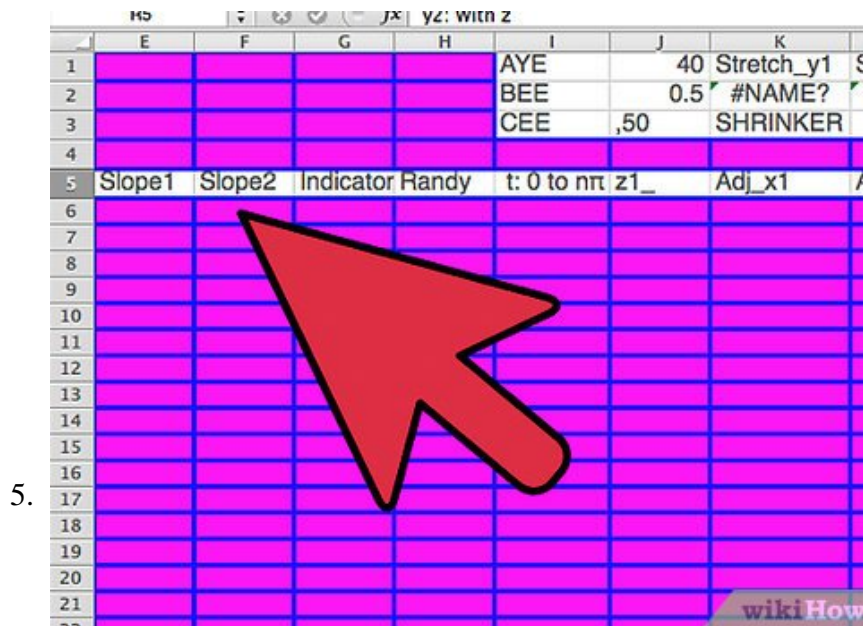 R5 fx y2: with z
E F G H I J K
1 AYE 40 Stretch_y1 S
2 BEE 0.5 #NAME?
3 CEE ,50 SHRINKER
4
5 Slope1 Slope2 Indicator Randy t: 0 to nπ z1_ Adj_x1 A
6
7
8
9
10
11
12
13
14
15
16
5. 17
18
19
20
21 wikiHow